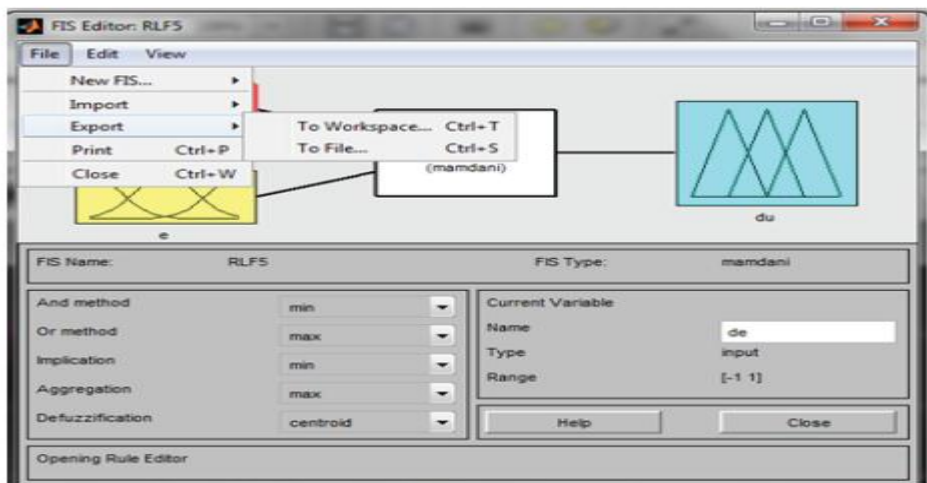 FIS Editor: RLF5
File Edit View
New FIS...
Import
Export
To Workspace... Ctrl+T
To File... Ctrl+S
Print Ctrl+P
Close Ctrl+W
(mamdani)
e
du
FIS Name: RLF5 FIS Type: mamdani
And method min
Or method max
Implication min
Aggregation max
Defuzzification centroid
Current Variable
Name de
Type input
Range [-1 1]
Help Close
Opening Rule Editor